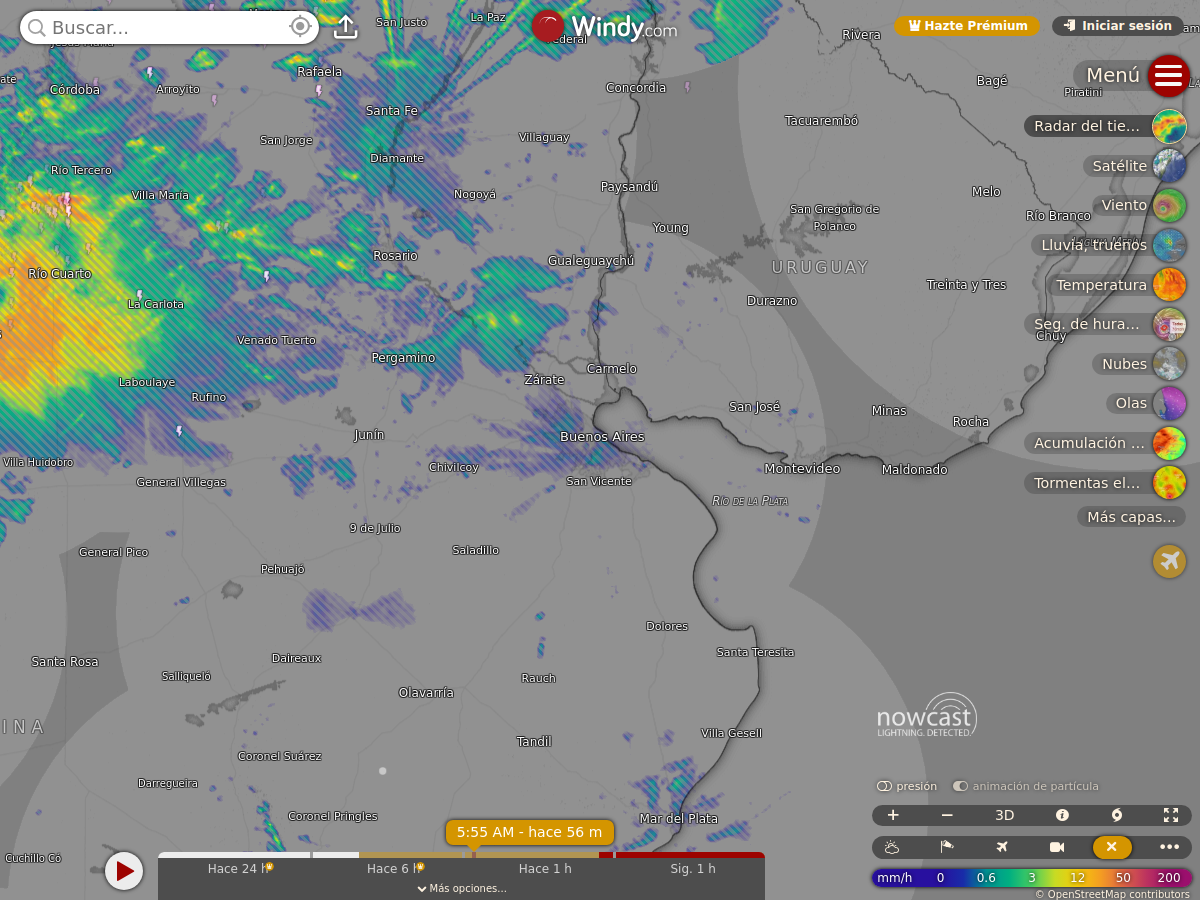 Buscar...
San Justo
La Paz
Windy.com
Federal
Rivera
Hazte Prémium
Iniciar sesión
Jesús María
Rafaela
Menú
Córdoba
Arroyito
Concordia
Bagé
Piratini
Santa Fe
Tacuarembó
Radar del tie...
San Jorge
Villaguay
Diamante
Río Tercero
Satélite
Villa María
Nogoyá
Paysandú
Melo
Viento
San Gregorio de
Polanco
Río Branco
Young
Lluvia, truenos
Rosario
Gualeguaychú
URUGUAY
Río Cuarto
Treinta y Tres
Temperatura
La Carlota
Durazno
Seg. de hura...
Chuy
Venado Tuerto
Pergamino
Carmelo
Nubes
Laboulaye
Zárate
Rufino
San José
Minas
Olas
Rocha
Junín
Buenos Aires
Acumulación ...
Villa Huidobro
Chivilcoy
Montevideo
Maldonado
General Villegas
San Vicente
Tormentas el...
Río de la Plata
Más capas...
9 de Julio
General Pico
Saladillo
Pehuajó
Dolores
Santa Rosa
Daireaux
Santa Teresita
Salliqueló
Rauch
Olavarría
INA
nowcast
LIGHTNING. DETECTED.
Tandil
Villa Gesell
Coronel Suárez
Darregueira
presión
animación de partícula
Coronel Pringles
Mar del Plata
3D
5:55 AM - hace 56 m
Cuchillo Có
Hace 24 h
Hace 6 h
Hace 1 h
Sig. 1 h
mm/h 0 0.6 3 12 50 200
Más opciones...
© OpenStreetMap contributors